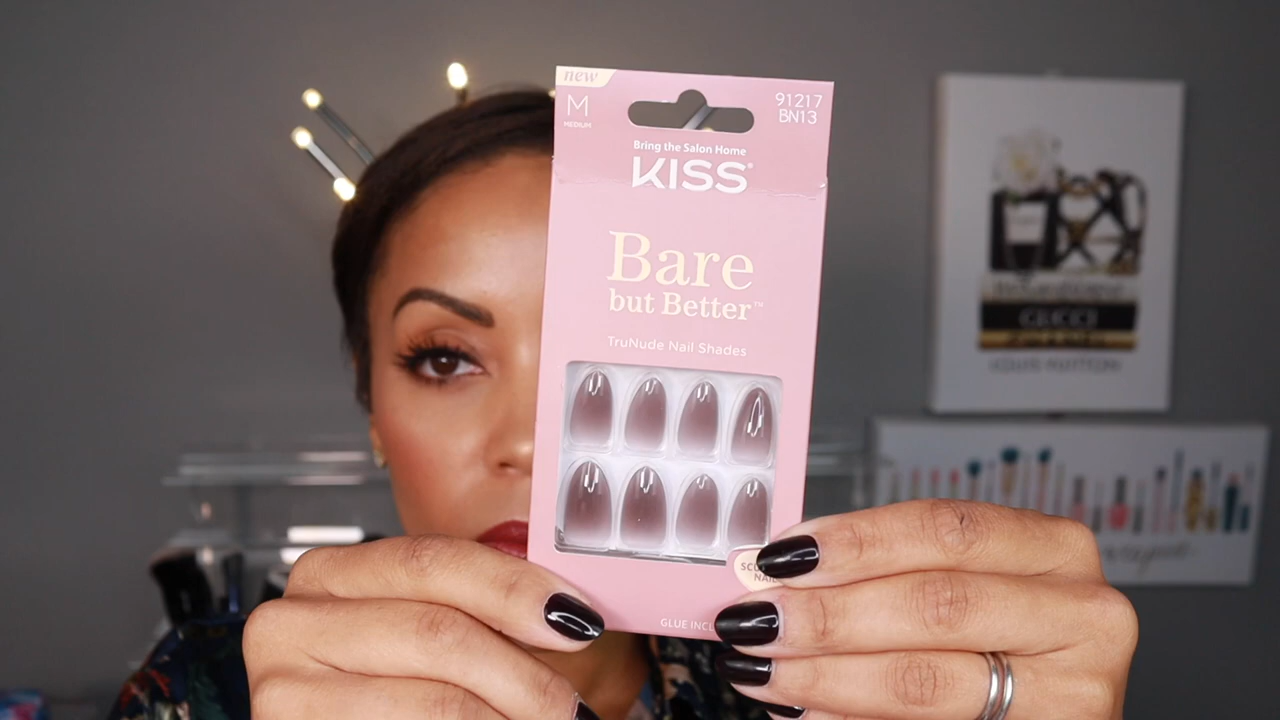 new
M
MEDIUM
91217
BN13
Bring the Salon Home
KISS®
Bare
but Better™
TruNude Nail Shades
GLUE
GUCCI
LOUIS VUITTON